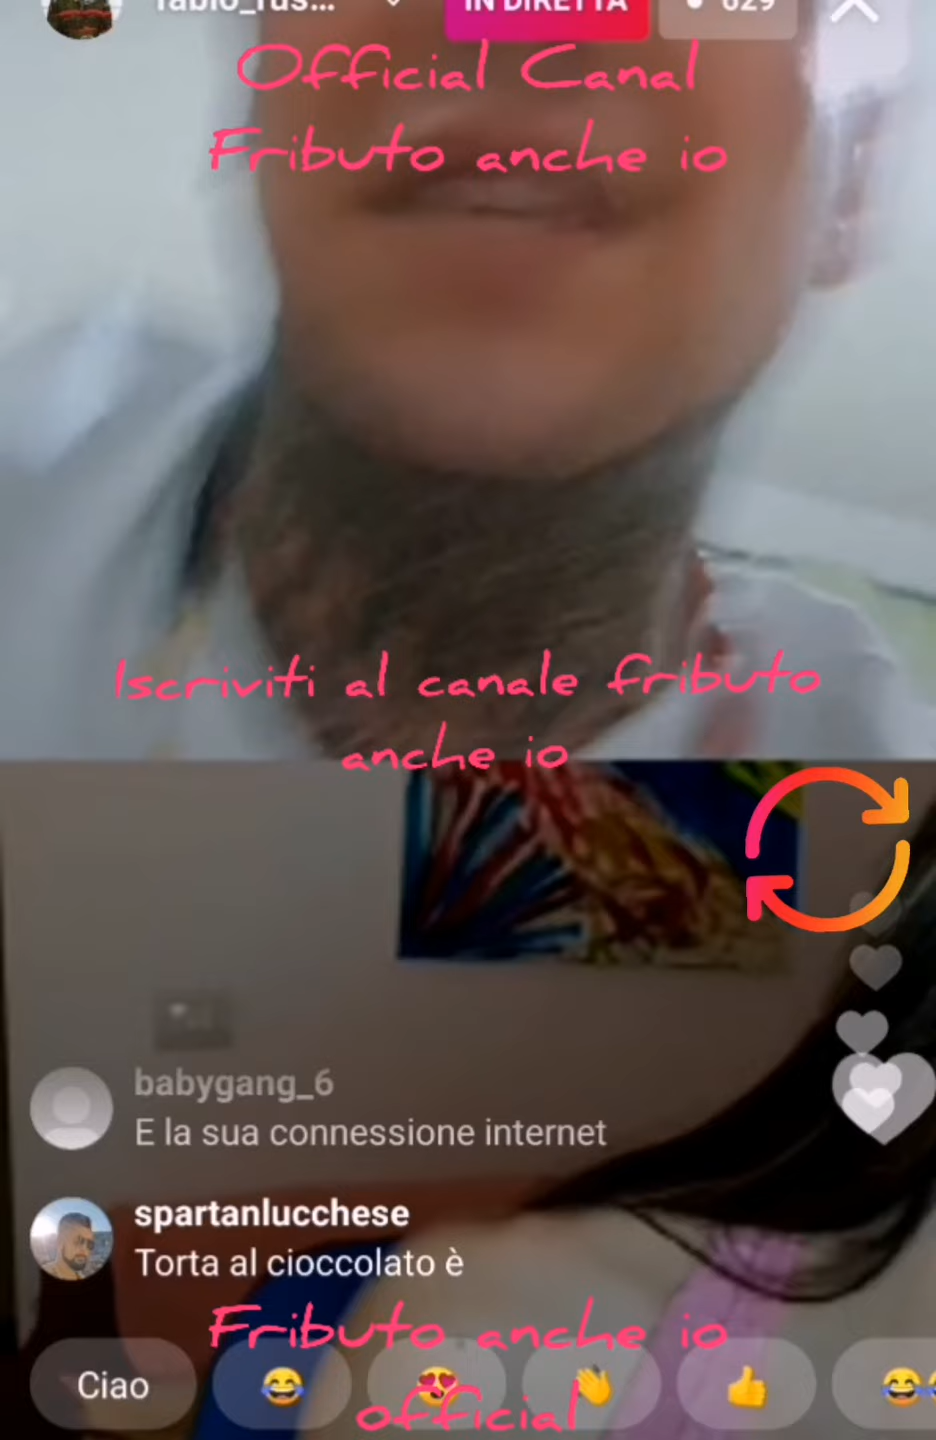 IN DIRETTA
629
Official Canal
Fributo anche io
Iscriviti al canale fributo
anche io
babygang_6
E la sua connessione internet
spartanlucchese
Torta al cioccolato è
Fributo anche io
official
Ciao